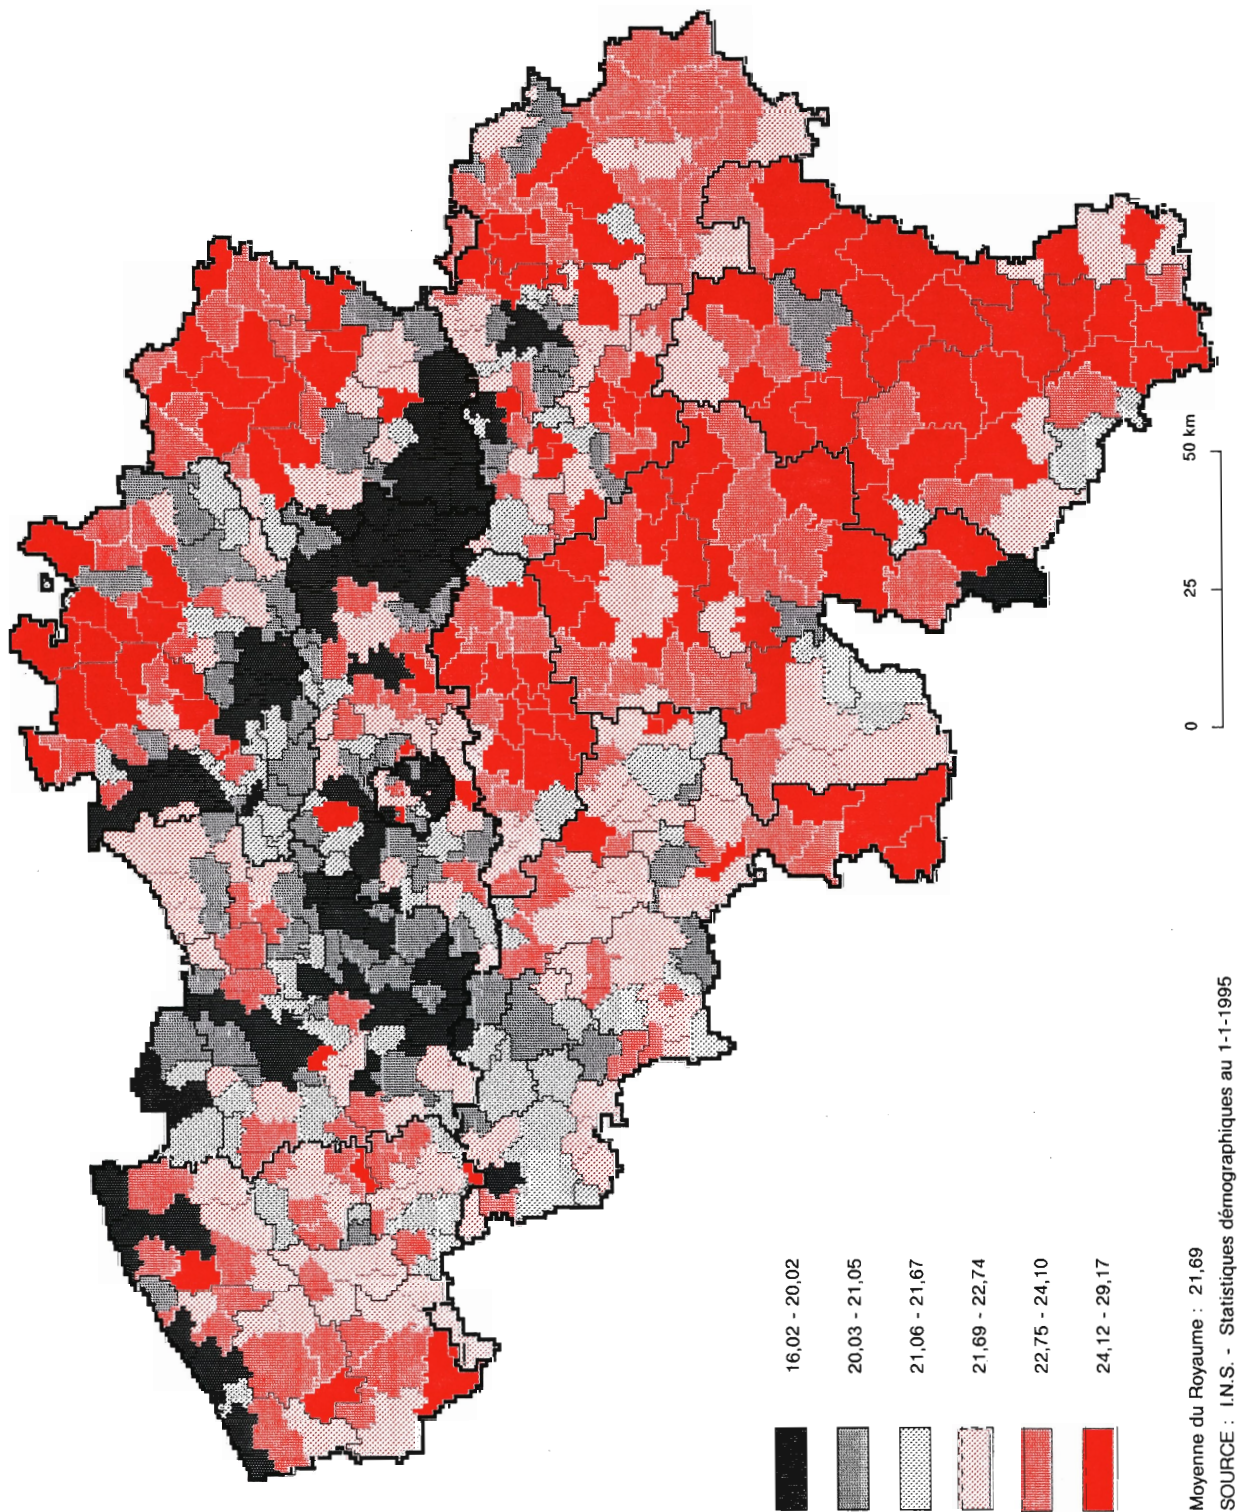 16,02 - 20,02
20,03 - 21,05
21,06 - 21,67
21,69 - 22,74
22,75 - 24,10
24,12 - 29,17
0 25 50 km
Moyenne du Royaume : 21,69
SOURCE : I.N.S. - Statistiques démographiques au 1-1-1995